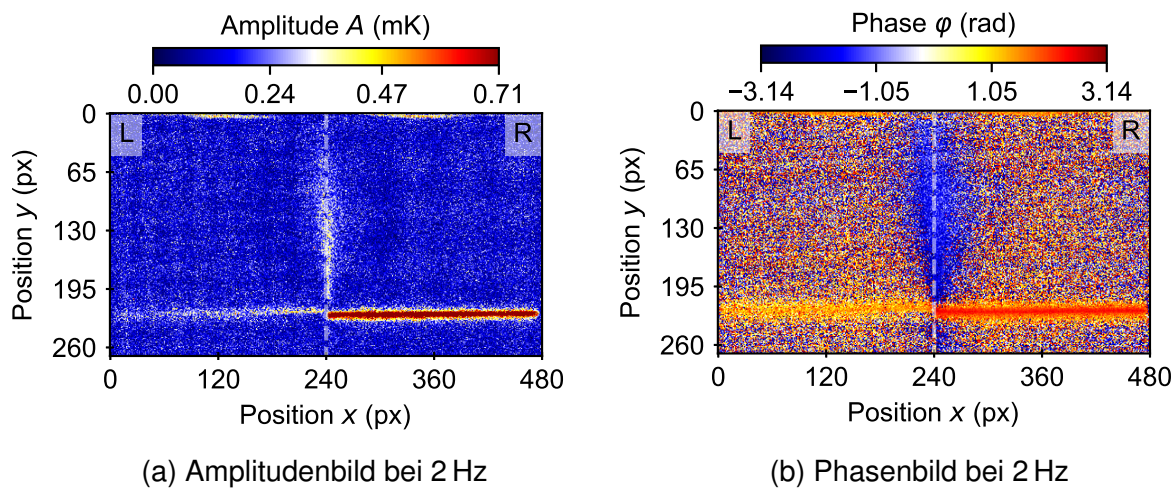 Amplitude A (mK)
0.00 0.24 0.47 0.71
L R
0
65
130
195
260
Position y (px)
0 120 240 360 480
Position x (px)
(a) Amplitudenbild bei 2 Hz
Phase φ (rad)
−3.14 −1.05 1.05 3.14
L R
0
65
130
195
260
Position y (px)
0 120 240 360 480
Position x (px)
(b) Phasenbild bei 2 Hz